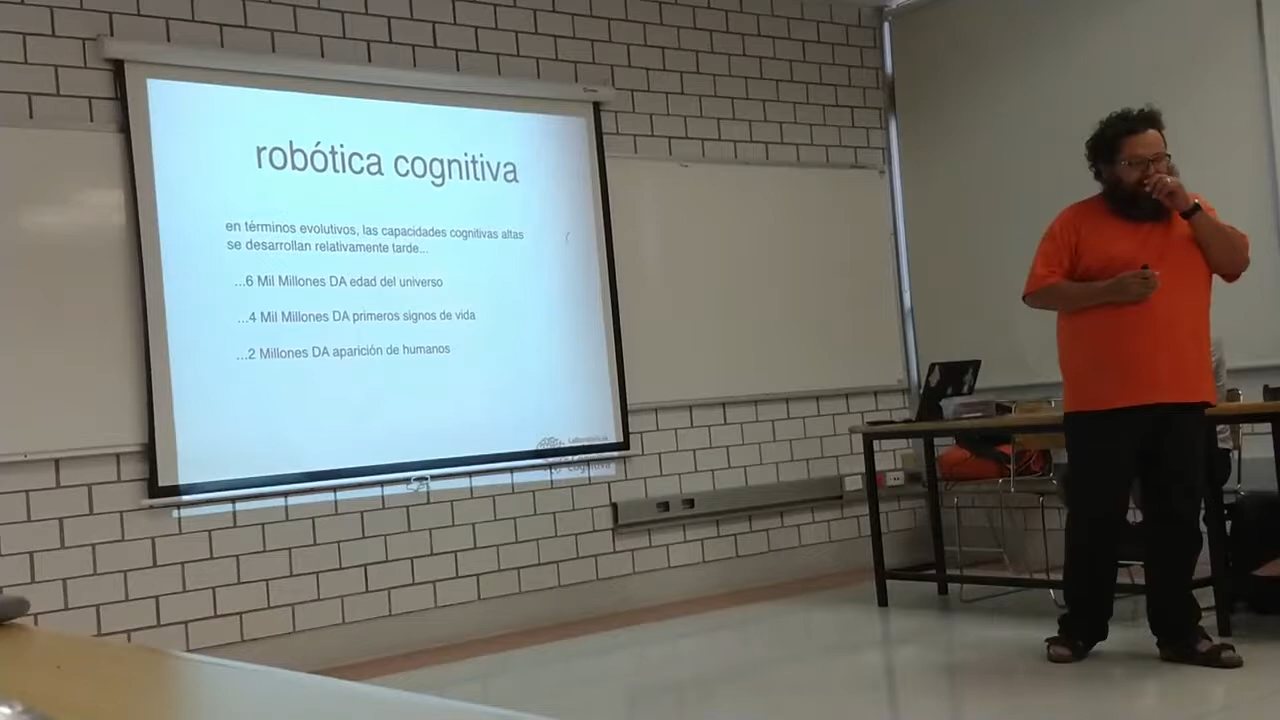 robótica cognitiva
en términos evolutivos, las capacidades cognitivas altas
se desarrollan relativamente tarde...
...6 Mil Millones DA edad del universo
...4 Mil Millones DA primeros signos de vida
...2 Millones DA aparición de humanos